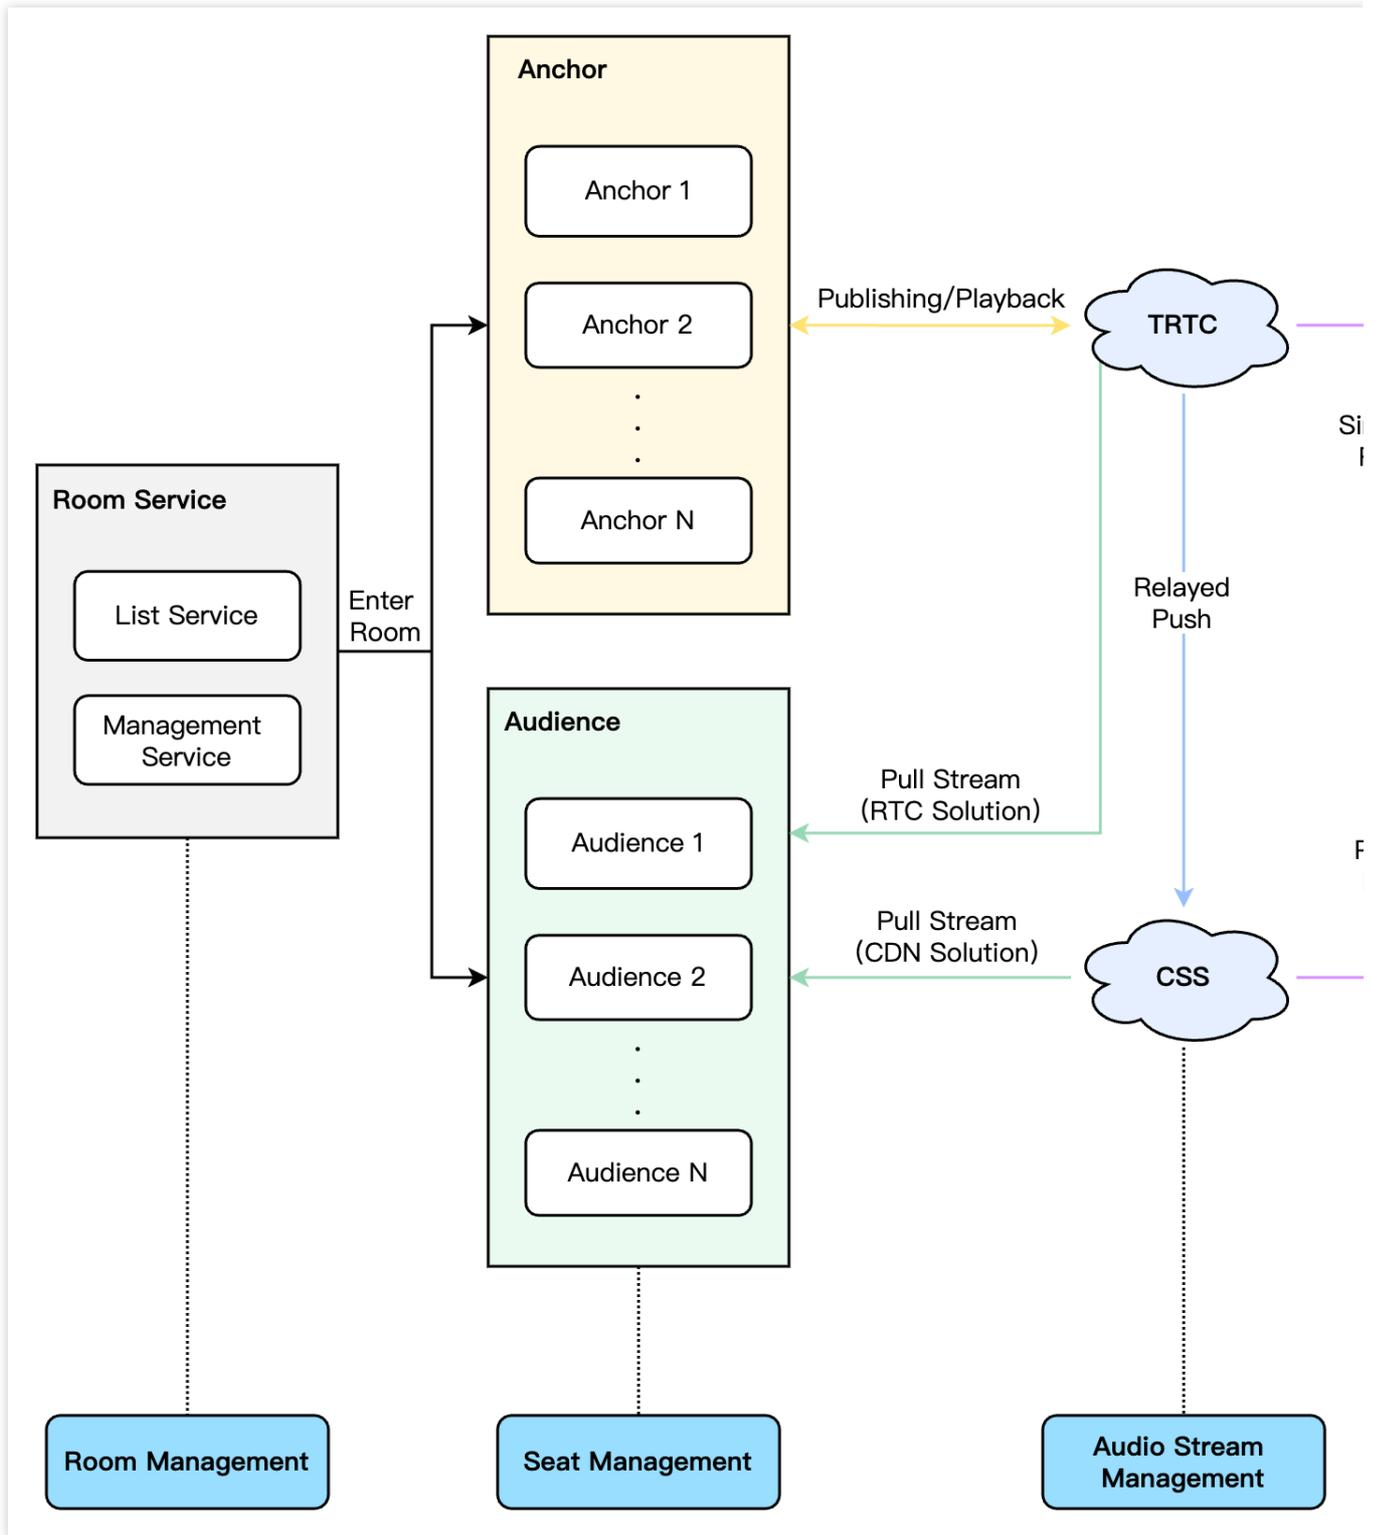 Anchor
Anchor 1
Anchor 2
Anchor N
Publishing/Playback
TRTC
Room Service
List Service
Management
Service
Enter
Room
Relayed
Push
Audience
Audience 1
Audience 2
Audience N
Pull Stream
(RTC Solution)
Pull Stream
(CDN Solution)
CSS
Room Management
Seat Management
Audio Stream
Management